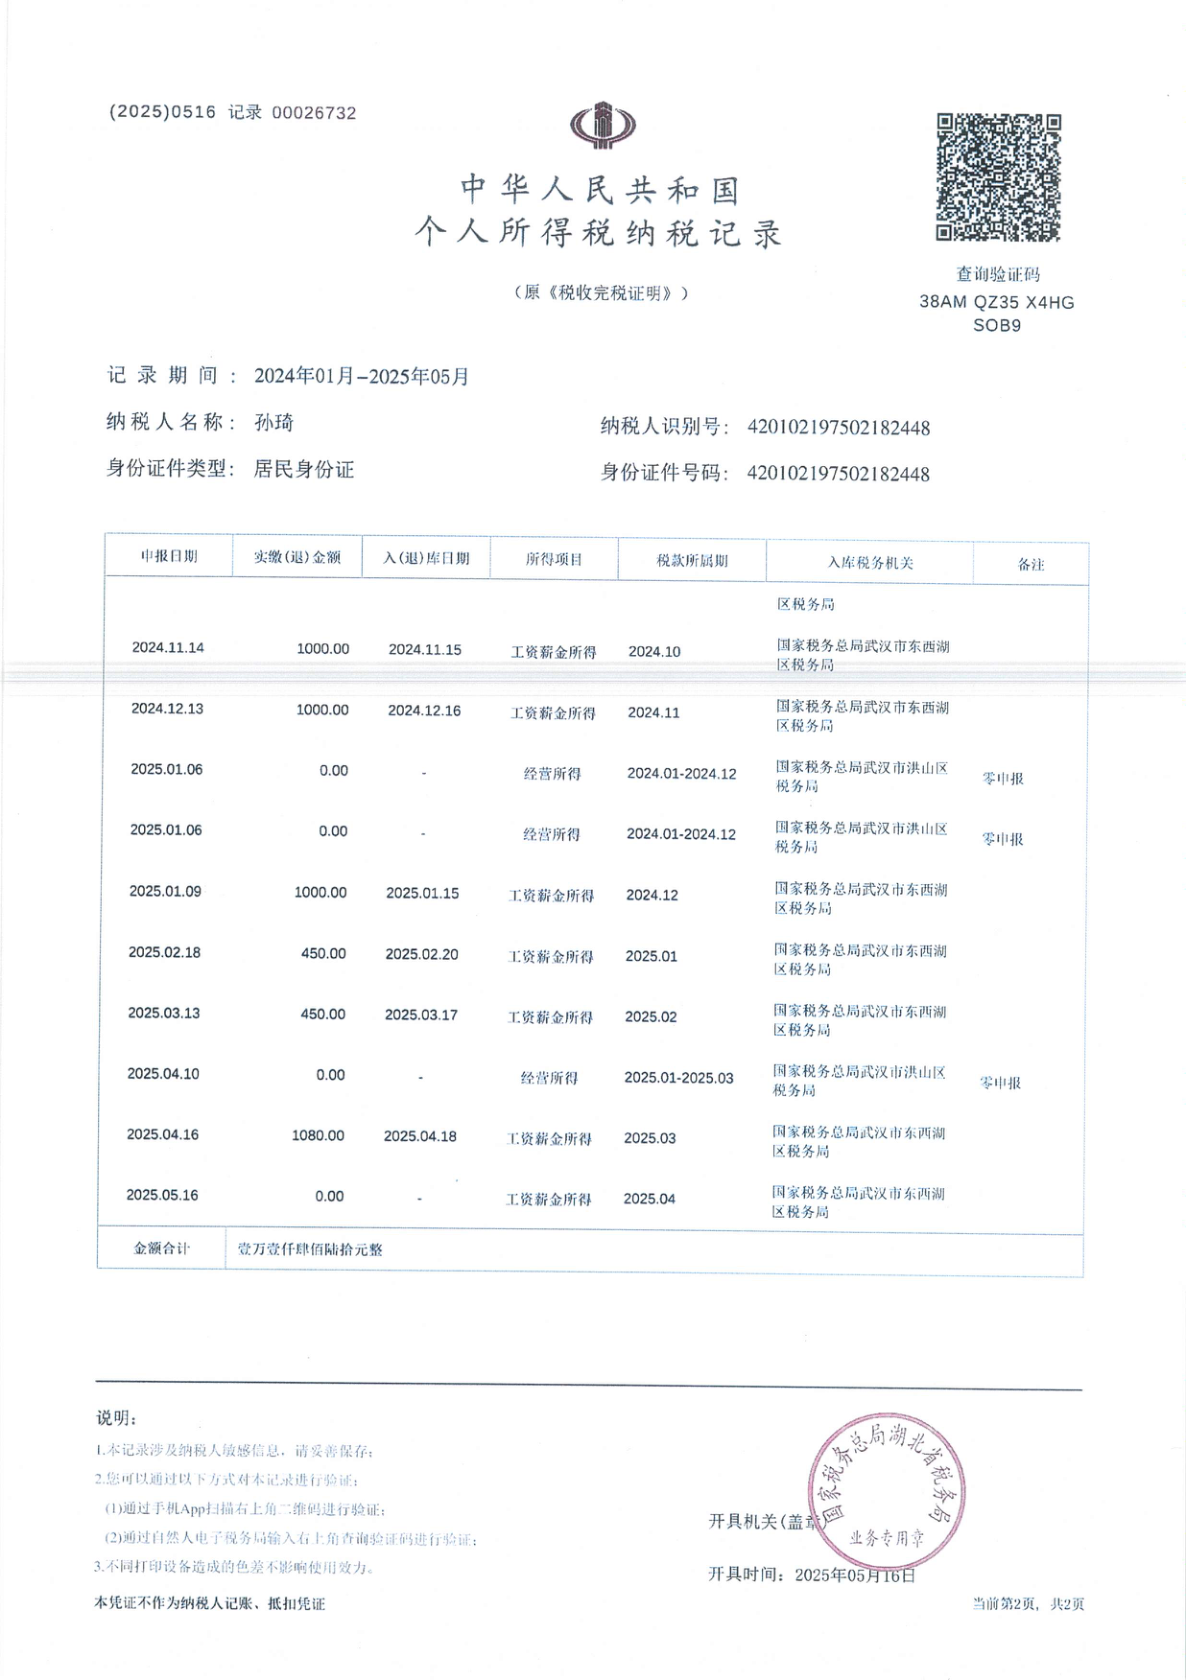 (2025)0516 记录 00026732
中华人民共和国
个人所得税纳税记录
（原《税收完税证明》）
查询验证码
38AM QZ35 X4HG
SOB9
记录期间： 2024年01月-2025年05月
纳税人名称： 孙琦 纳税人识别号： 420102197502182448
身份证件类型： 居民身份证 身份证件号码： 420102197502182448
申报日期 实缴(退)金额 入(退)库日期 所得项目 税款所属期 入库税务机关 备注
区税务局
2024.11.14 1000.00 2024.11.15 工资薪金所得 2024.10 国家税务总局武汉市东西湖
区税务局
2024.12.13 1000.00 2024.12.16 工资薪金所得 2024.11 国家税务总局武汉市东西湖
区税务局
2025.01.06 0.00 - 经营所得 2024.01-2024.12 国家税务总局武汉市洪山区 零申报
税务局
2025.01.06 0.00 - 经营所得 2024.01-2024.12 国家税务总局武汉市洪山区 零申报
税务局
2025.01.09 1000.00 2025.01.15 工资薪金所得 2024.12 国家税务总局武汉市东西湖
区税务局
2025.02.18 450.00 2025.02.20 工资薪金所得 2025.01 国家税务总局武汉市东西湖
区税务局
2025.03.13 450.00 2025.03.17 工资薪金所得 2025.02 国家税务总局武汉市东西湖
区税务局
2025.04.10 0.00 - 经营所得 2025.01-2025.03 国家税务总局武汉市洪山区 零申报
税务局
2025.04.16 1080.00 2025.04.18 工资薪金所得 2025.03 国家税务总局武汉市东西湖
区税务局
2025.05.16 0.00 - 工资薪金所得 2025.04 国家税务总局武汉市东西湖
区税务局
金额合计 壹万壹仟肆佰陆拾元整
说明：
1.本记录涉及纳税人敏感信息，请妥善保存；
2.您可以通过以下方式对本记录进行验证：
(1)通过手机App扫描右上角二维码进行验证；
(2)通过自然人电子税务局输入右上角查询验证码进行验证；
3.不同打印设备造成的色差不影响使用效力。
本凭证不作为纳税人记账、抵扣凭证
国家税务总局湖北省税务局
业务专用章
开具机关(盖章)
开具时间：2025年05月16日
当前第2页，共2页